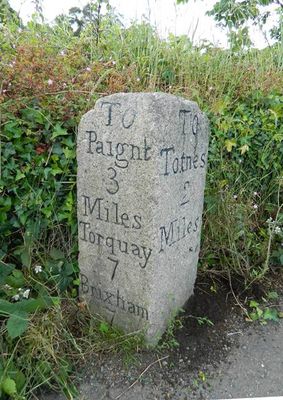 TO
Paignt
3
Miles
Torquay
7
Brixham
TO
Totnes
2
Miles